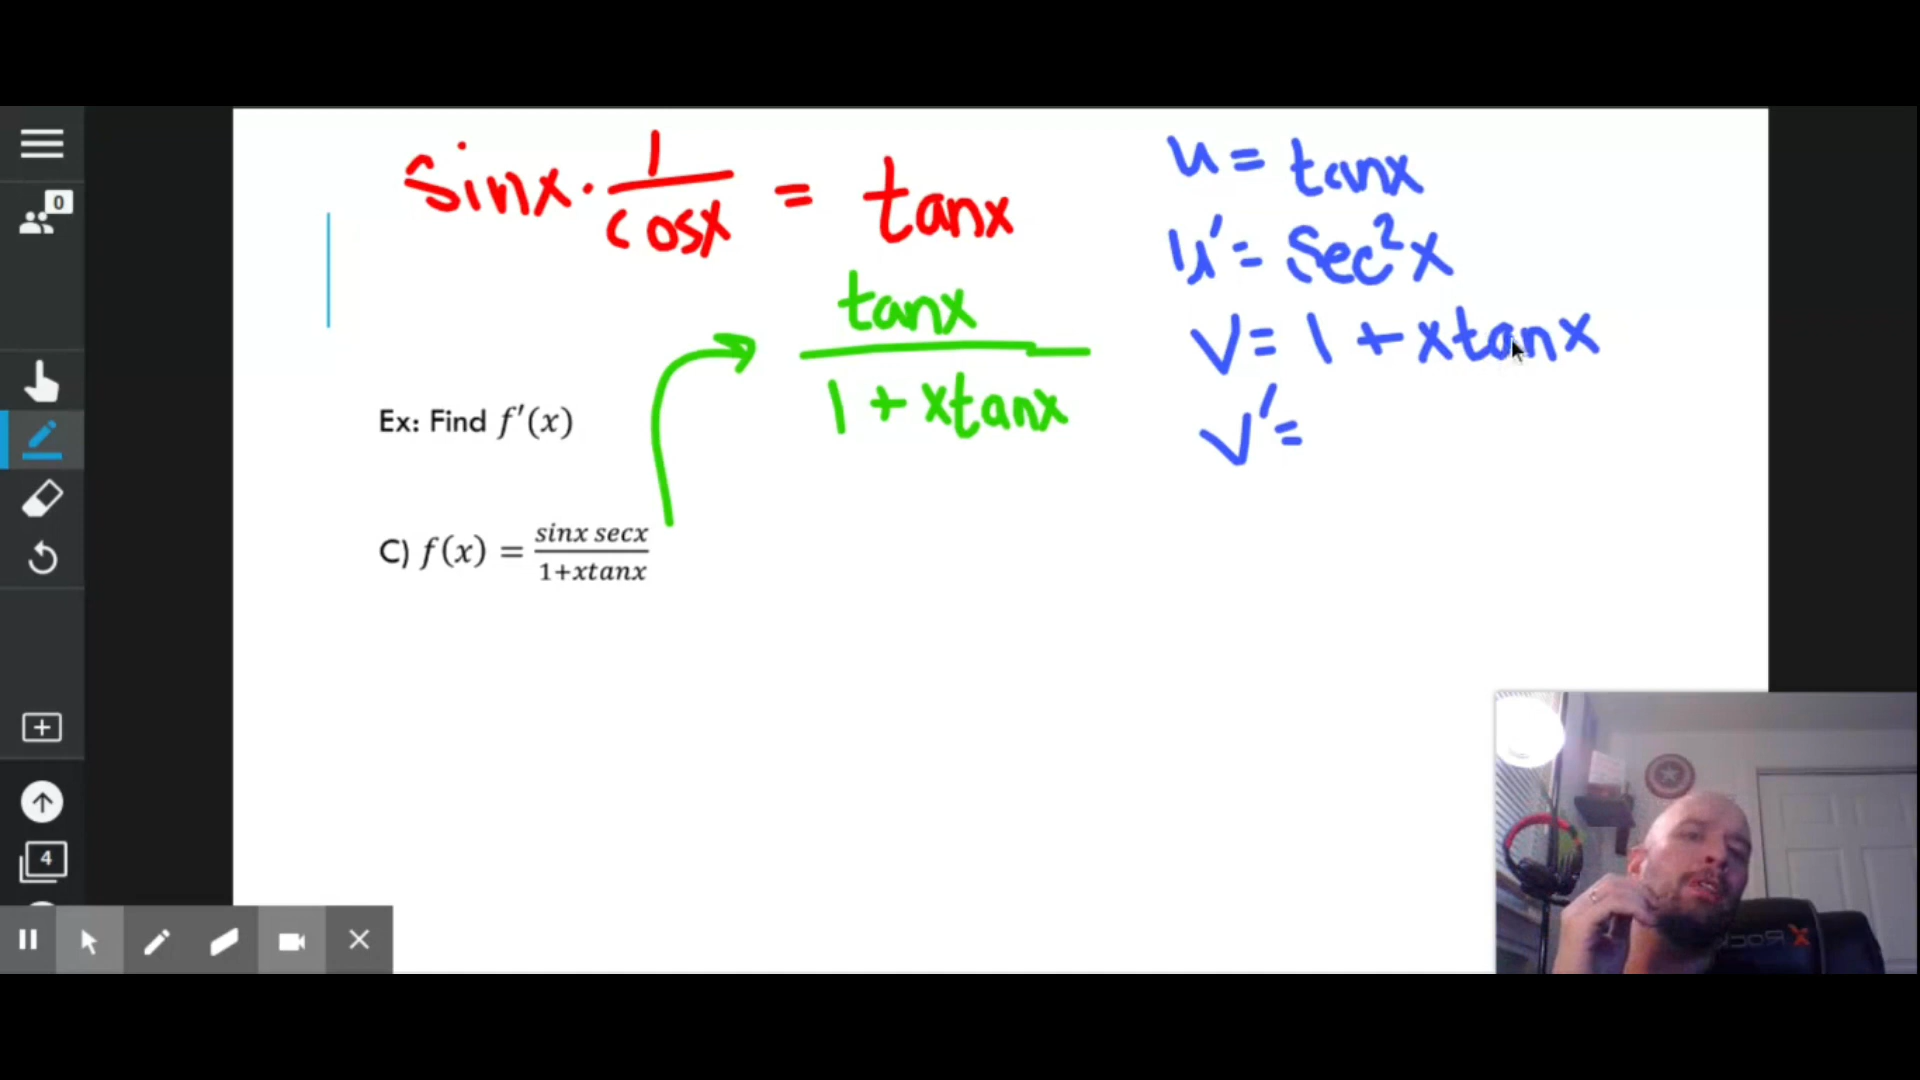 0
sinx · 1/cosx = tanx
u = tanx
u' = sec²x
tanx/1 + xtanx
v = 1 + xtanx
v' =
Ex: Find f′(x)
C) f(x) = sinx secx/1+xtanx
4